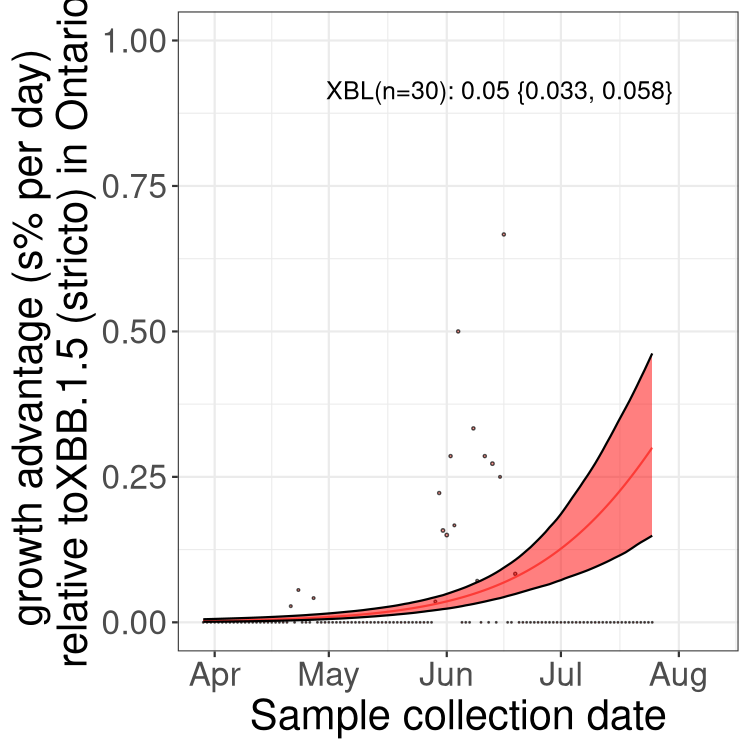 growth advantage (s% per day)
relative toXBB.1.5 (stricto) in Ontario
1.00
0.75
0.50
0.25
0.00
XBL(n=30): 0.05 {0.033, 0.058}
Apr May Jun Jul Aug
Sample collection date